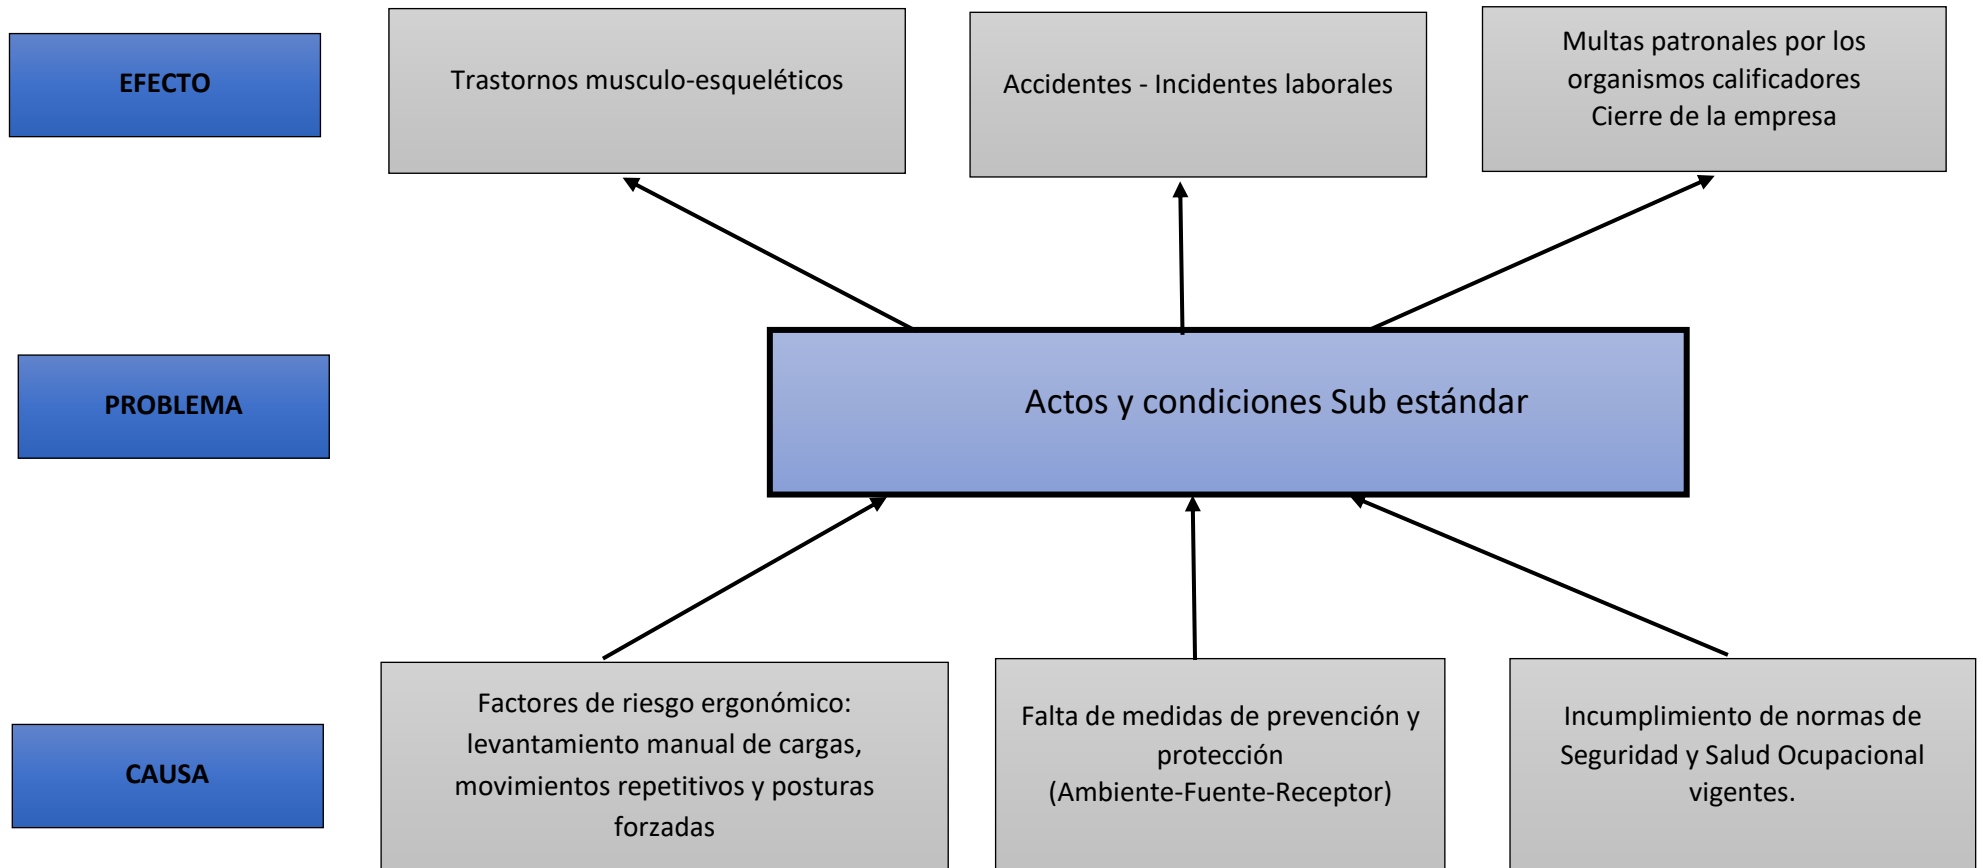 EFECTO
Trastornos musculo-esqueléticos
Accidentes - Incidentes laborales
Multas patronales por los
organismos calificadores
Cierre de la empresa
PROBLEMA
Actos y condiciones Sub estándar
CAUSA
Factores de riesgo ergonómico:
levantamiento manual de cargas,
movimientos repetitivos y posturas
forzadas
Falta de medidas de prevención y
protección
(Ambiente-Fuente-Receptor)
Incumplimiento de normas de
Seguridad y Salud Ocupacional
vigentes.